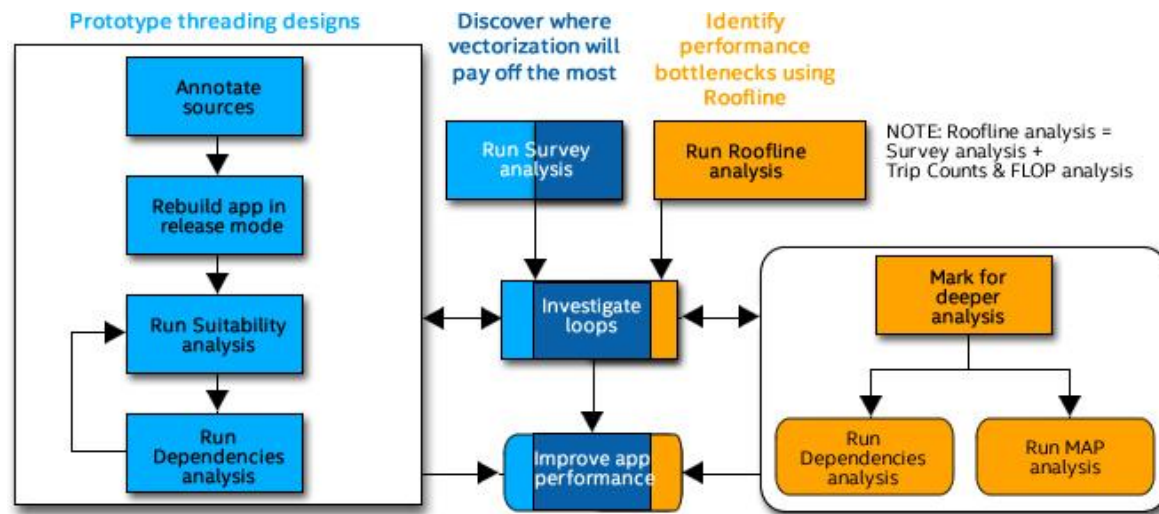 Prototype threading designs
Annotate
sources
Rebuild app in
release mode
Run Suitability
analysis
Run
Dependencies
analysis
Discover where
vectorization will
pay off the most
Run Survey
analysis
Identify
performance
bottlenecks using
Roofline
Run Roofline
analysis
NOTE: Roofline analysis =
Survey analysis +
Trip Counts & FLOP analysis
Investigate
loops
Improve app
performance
Mark for
deeper
analysis
Run
Dependencies
analysis
Run MAP
analysis